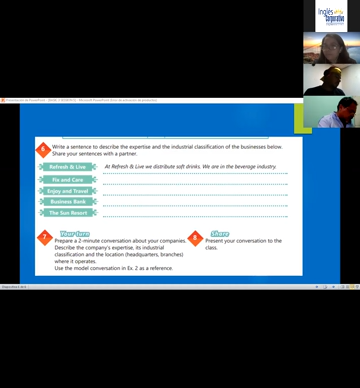 Inglés
corporativo
6 Write a sentence to describe the expertise and the industrial classification of the businesses below.
Share your sentences with a partner.
Refresh & Live
At Refresh & Live we distribute soft drinks. We are in the beverage industry.
Fix and Care
Enjoy and Travel
Business Bank
The Sun Resort
7 Your turn
Prepare a 2-minute conversation about your companies.
Describe the company's expertise, its industrial
classification and the location (headquarters, branches)
where it operates.
Use the model conversation in Ex. 2 as a reference.
8 Share
Present your conversation to the
class.